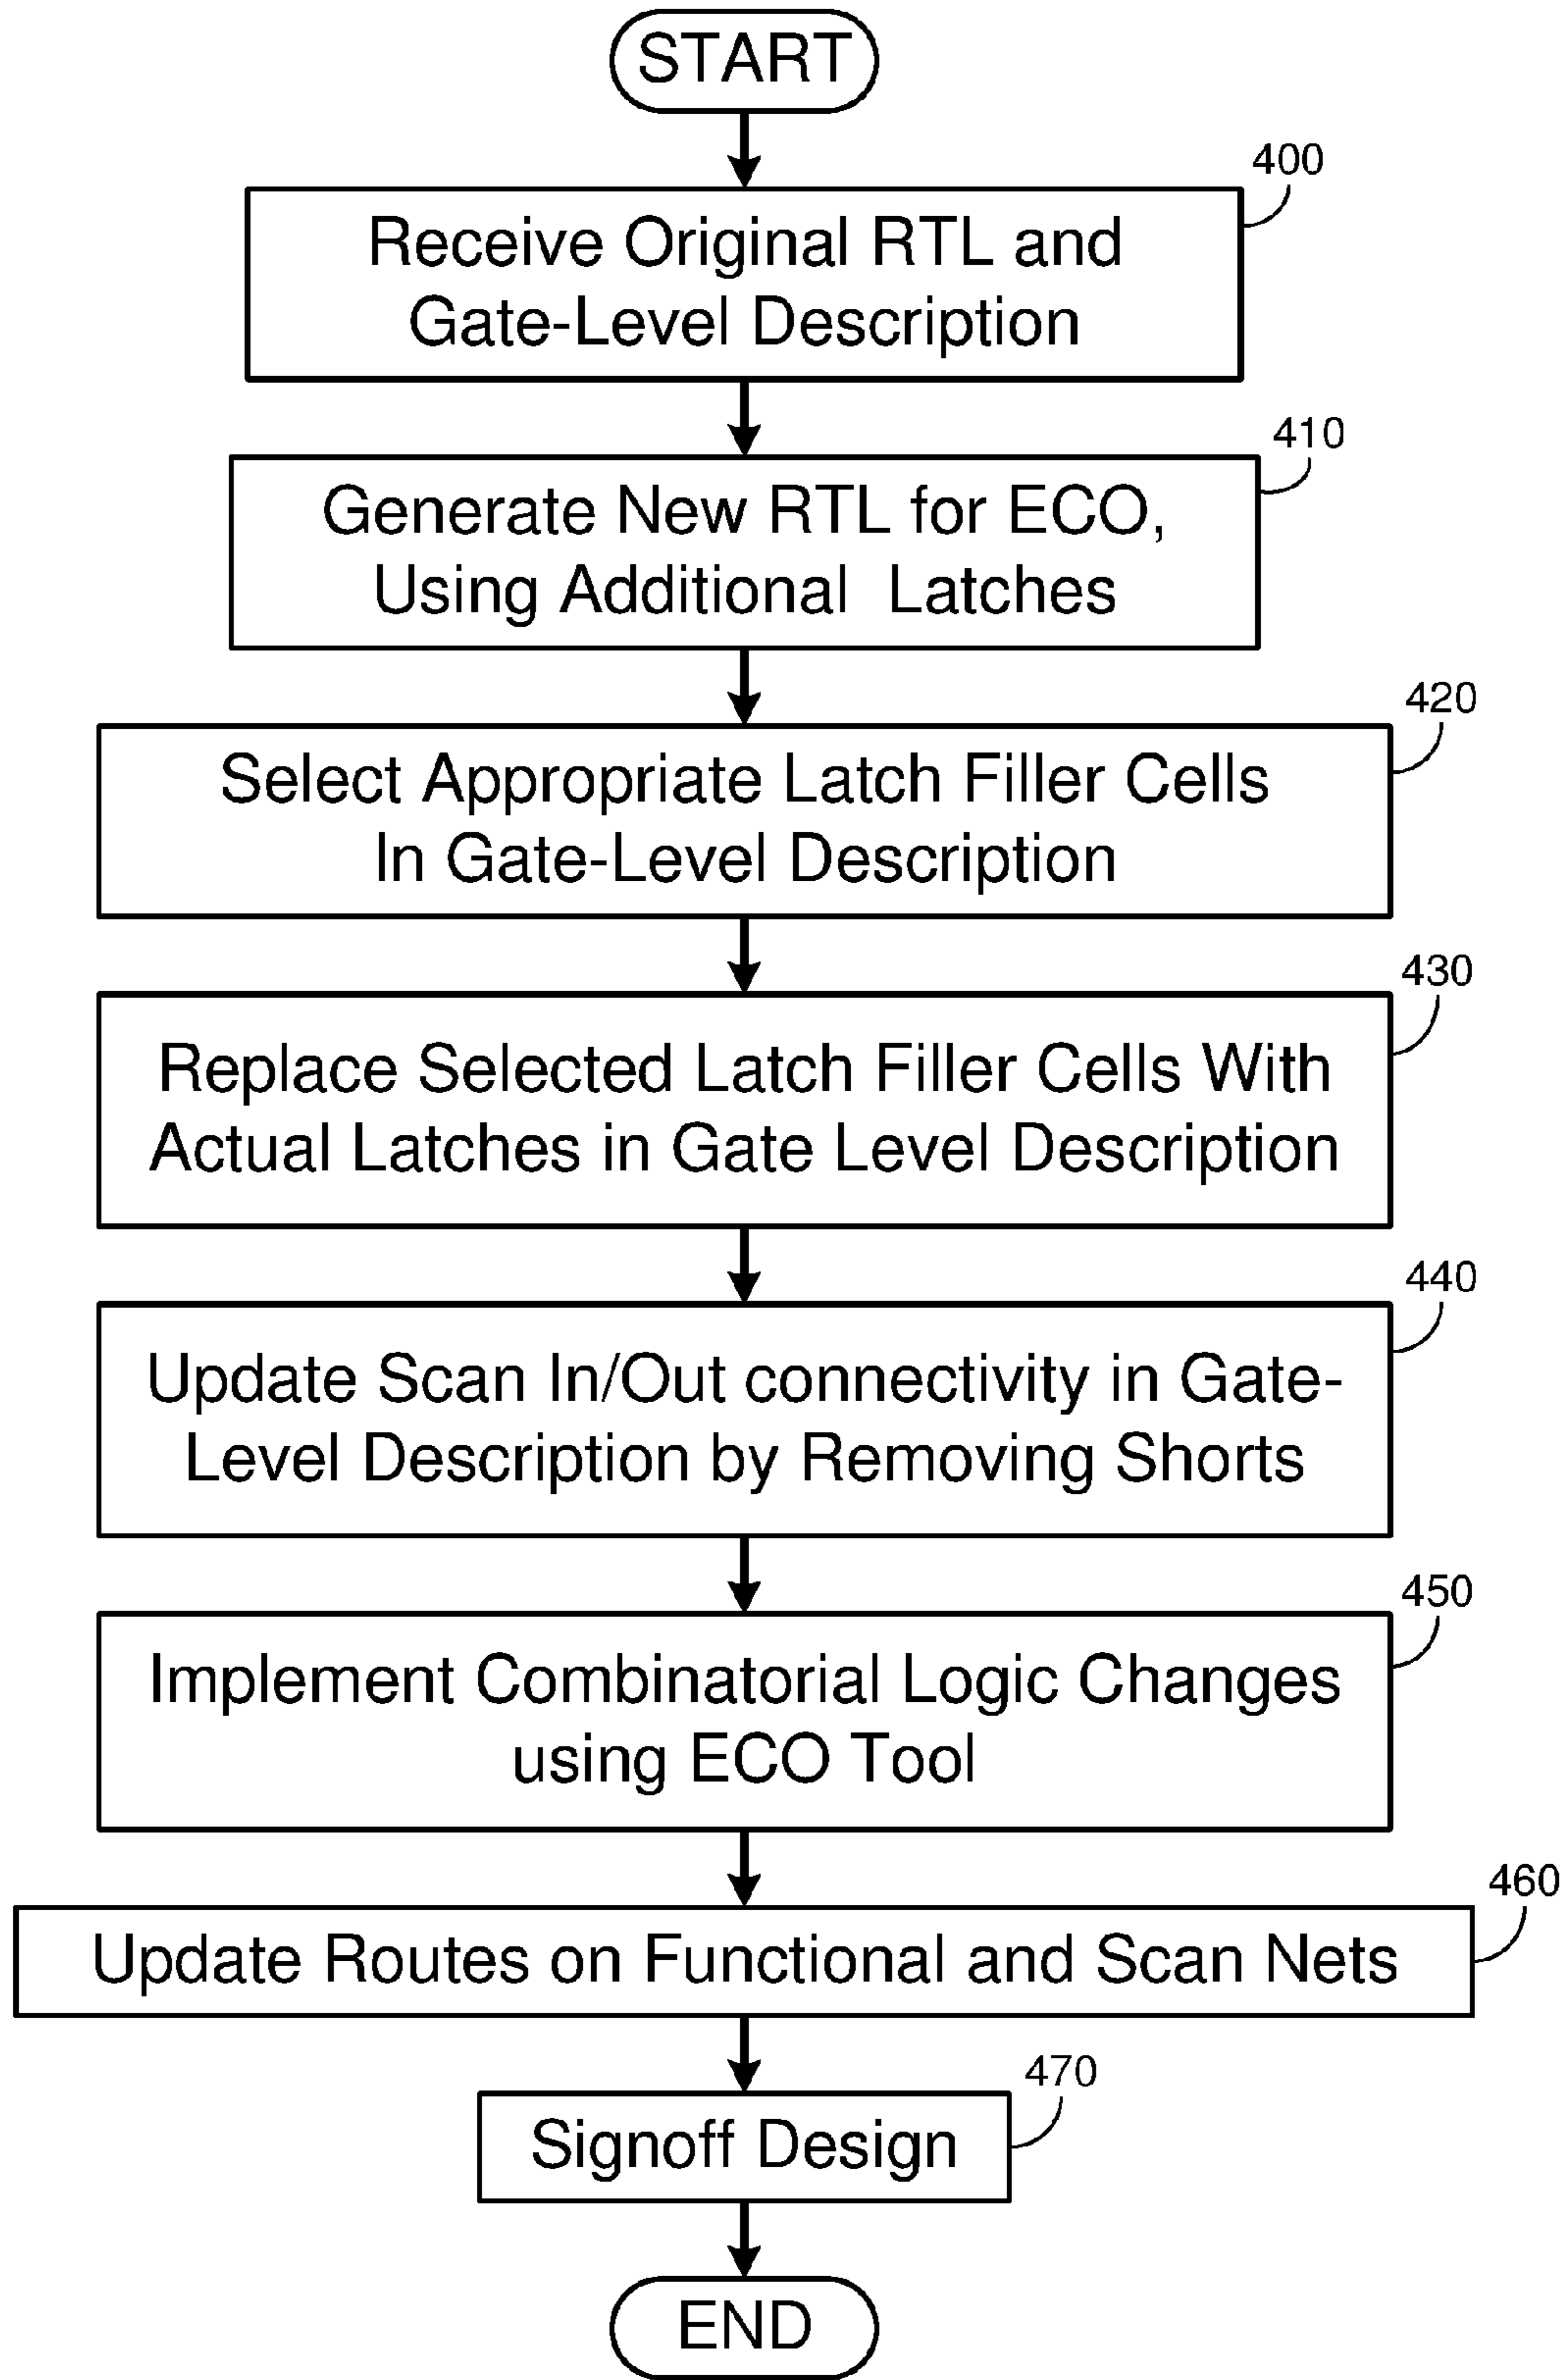 START
400
Receive Original RTL and
Gate-Level Description
410
Generate New RTL for ECO,
Using Additional Latches
420
Select Appropriate Latch Filler Cells
In Gate-Level Description
430
Replace Selected Latch Filler Cells With
Actual Latches in Gate Level Description
440
Update Scan In/Out connectivity in Gate-
Level Description by Removing Shorts
450
Implement Combinatorial Logic Changes
using ECO Tool
460
Update Routes on Functional and Scan Nets
470
Signoff Design
END